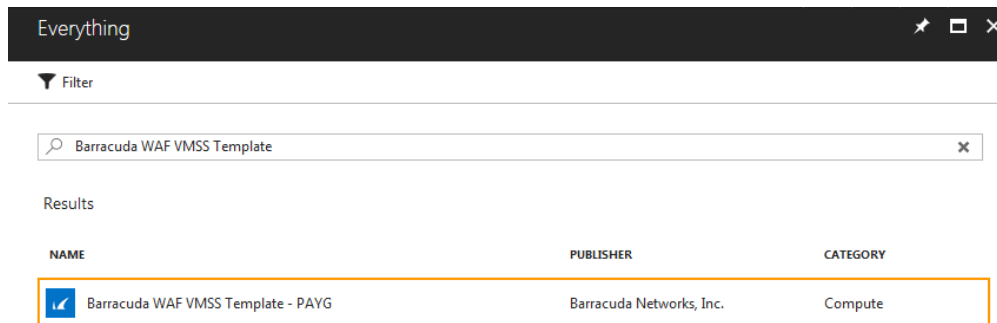 Everything
Filter
Barracuda WAF VMSS Template
Results
NAME PUBLISHER CATEGORY
Barracuda WAF VMSS Template - PAYG Barracuda Networks, Inc. Compute